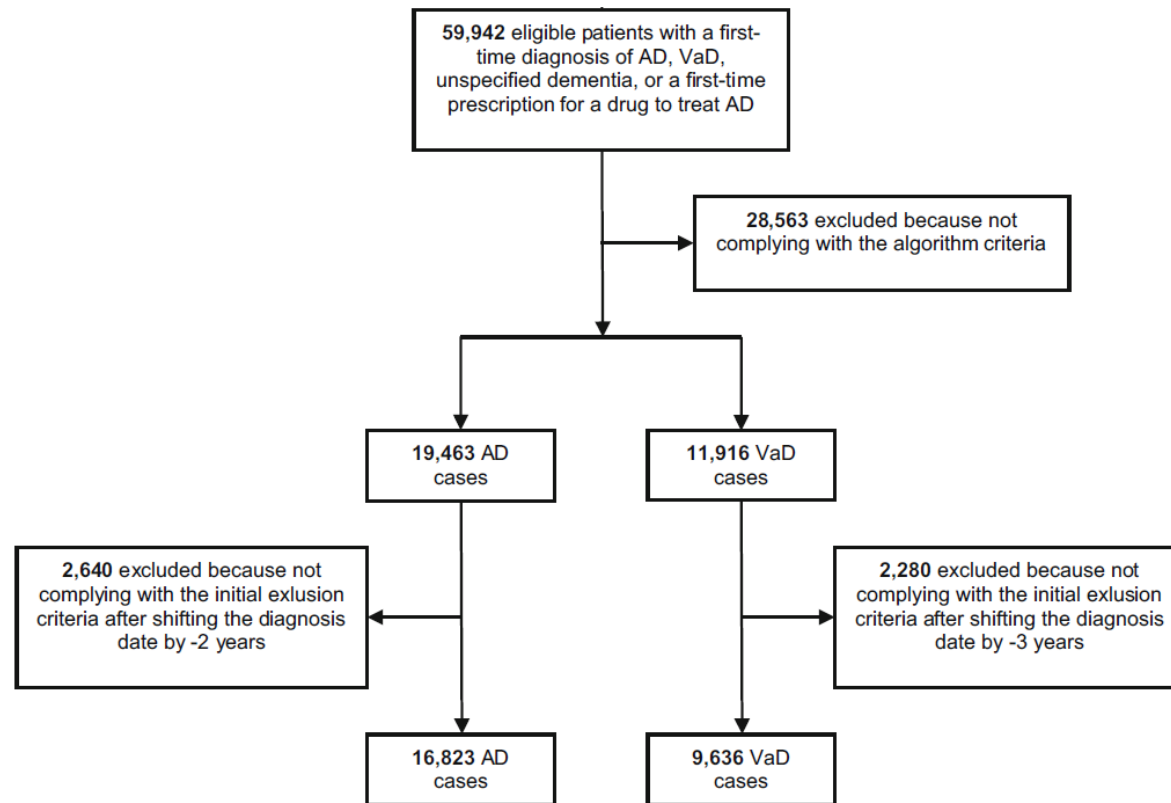 59,942 eligible patients with a first-
time diagnosis of AD, VaD,
unspecified dementia, or a first-time
prescription for a drug to treat AD
28,563 excluded because not
complying with the algorithm criteria
19,463 AD
cases
11,916 VaD
cases
2,640 excluded because not
complying with the initial exlusion
criteria after shifting the diagnosis
date by -2 years
2,280 excluded because not
complying with the initial exlusion
criteria after shifting the diagnosis
date by -3 years
16,823 AD
cases
9,636 VaD
cases